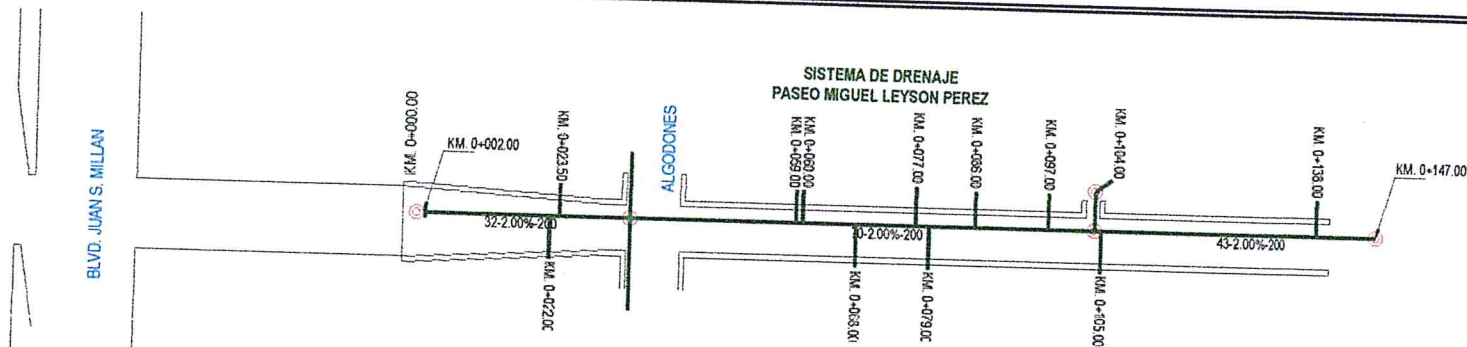 SISTEMA DE DRENAJE
PASEO MIGUEL LEYSON PEREZ
BLVD. JUAN S. MILLAN
KM. 0+000.00
KM. 0+002.00
KM. 0+023.50
ALGODONES
KM. 0+059.00
KM. 0+060.00
KM. 0+077.00
KM. 0+086.00
KM. 0+097.00
KM. 0+104.00
KM. 0+138.00
KM. 0+147.00
32-2.00%-200
0-2.00%-200
43-2.00%-200
KM. 0+022.00
KM. 0+068.00
KM. 0+079.00
KM. 0+105.00